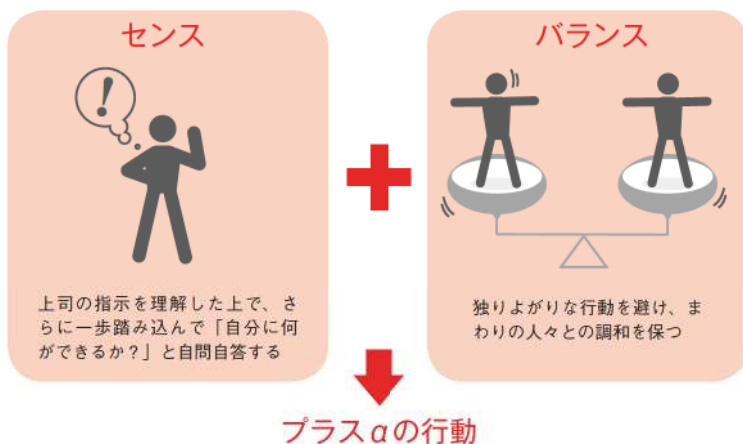 センス
上司の指示を理解した上で、さ
らに一歩踏み込んで「自分に何
ができるか？」と自問自答する
バランス
独りよがりな行動を避け、ま
わりの人々との調和を保つ
プラスαの行動